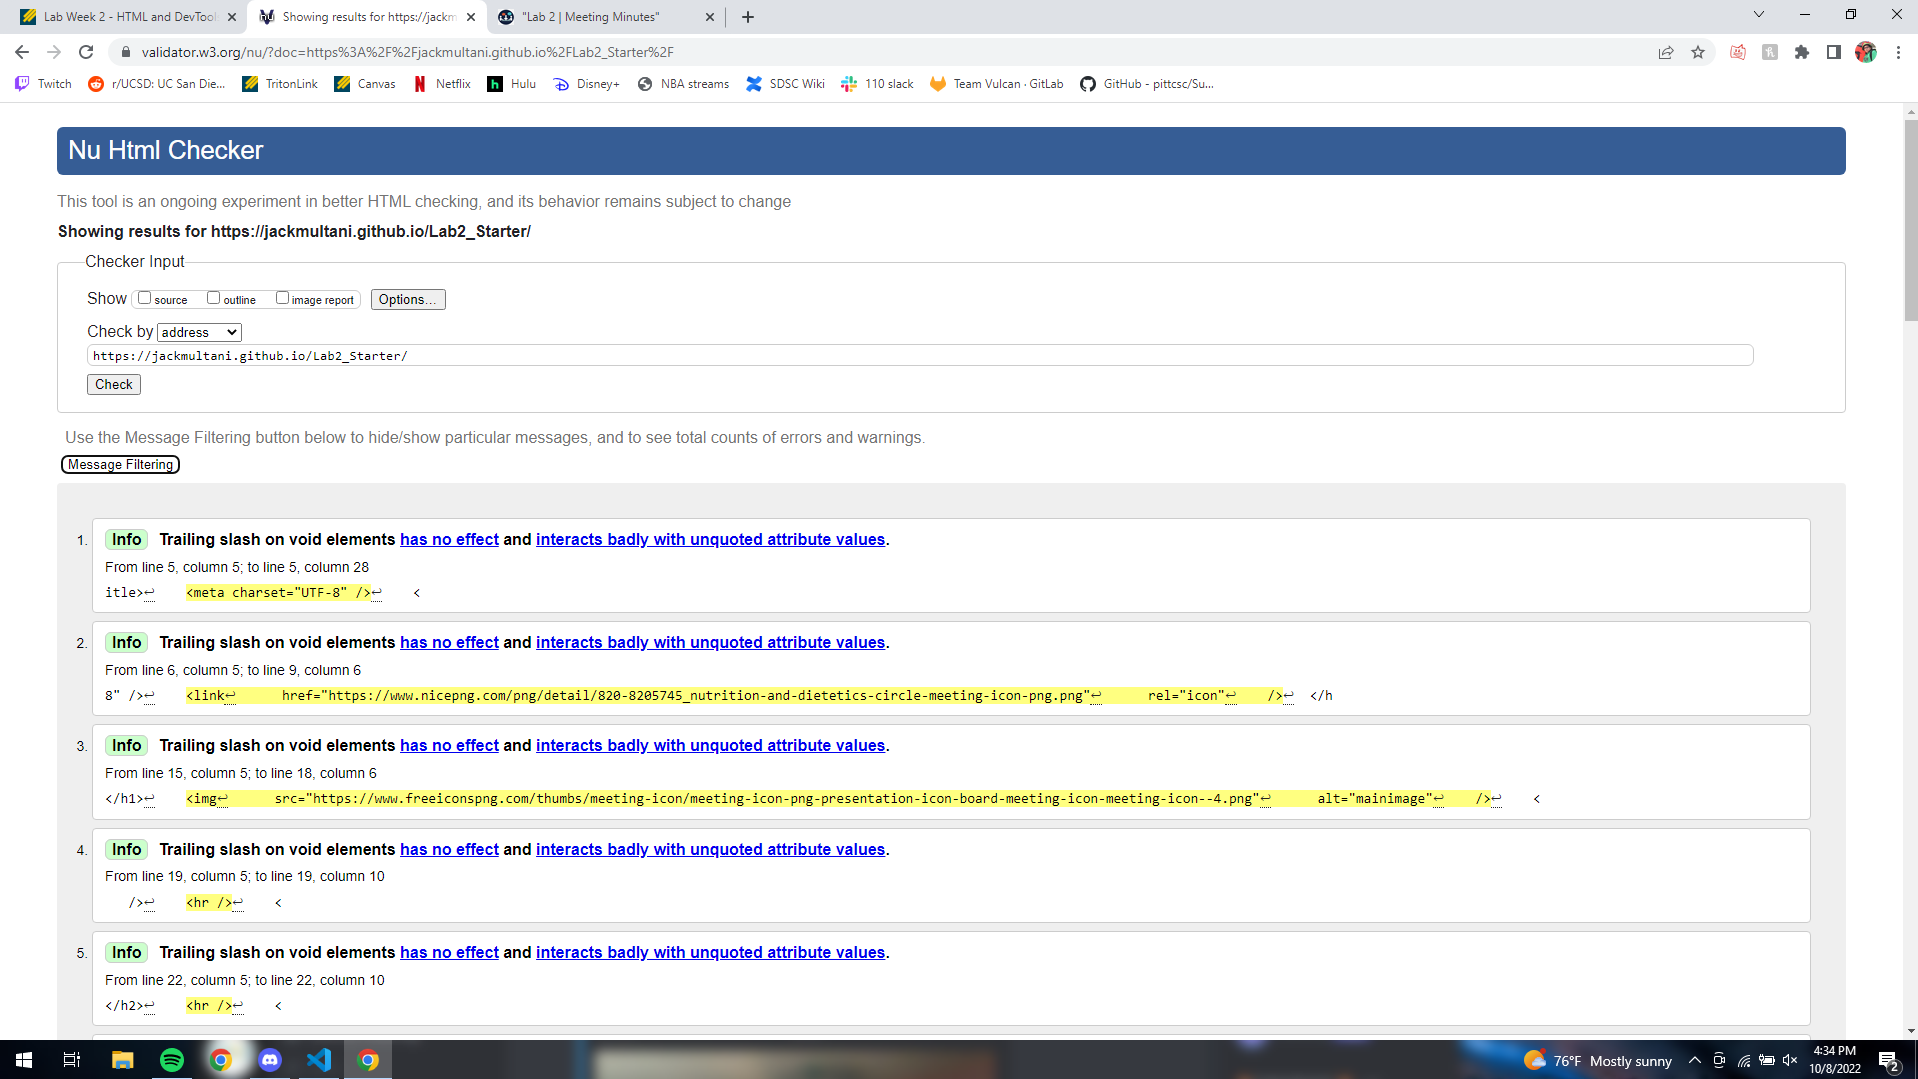 Lab Week 2 - HTML and DevTool
Showing results for https://jackm
"Lab 2 | Meeting Minutes"
validator.w3.org/nu/?doc=https%3A%2F%2Fjackmultani.github.io%2FLab2_Starter%2F
Twitch
r/UCSD: UC San Die...
TritonLink
Canvas
Netflix
Hulu
Disney+
NBA streams
SDSC Wiki
110 slack
Team Vulcan · GitLab
GitHub - pittcsc/Su...
Nu Html Checker
This tool is an ongoing experiment in better HTML checking, and its behavior remains subject to change
Showing results for https://jackmultani.github.io/Lab2_Starter/
Checker Input
Show source outline image report Options...
Check by address
https://jackmultani.github.io/Lab2_Starter/
Check
Use the Message Filtering button below to hide/show particular messages, and to see total counts of errors and warnings.
Message Filtering
1. Info Trailing slash on void elements has no effect and interacts badly with unquoted attribute values.
From line 5, column 5; to line 5, column 28
itle>↩ <meta charset="UTF-8" />↩ <
2. Info Trailing slash on void elements has no effect and interacts badly with unquoted attribute values.
From line 6, column 5; to line 9, column 6
8" />↩ <link↩ href="https://www.nicepng.com/png/detail/820-8205745_nutrition-and-dietetics-circle-meeting-icon-png.png"↩ rel="icon"↩ />↩ </h
3. Info Trailing slash on void elements has no effect and interacts badly with unquoted attribute values.
From line 15, column 5; to line 18, column 6
</h1>↩ <img↩ src="https://www.freeiconspng.com/thumbs/meeting-icon/meeting-icon-png-presentation-icon-board-meeting-icon-meeting-icon--4.png"↩ alt="mainimage"↩ />↩ <
4. Info Trailing slash on void elements has no effect and interacts badly with unquoted attribute values.
From line 19, column 5; to line 19, column 10
/>↩ <hr />↩ <
5. Info Trailing slash on void elements has no effect and interacts badly with unquoted attribute values.
From line 22, column 5; to line 22, column 10
</h2>↩ <hr />↩ <
76°F Mostly sunny
4:34 PM
10/8/2022
2